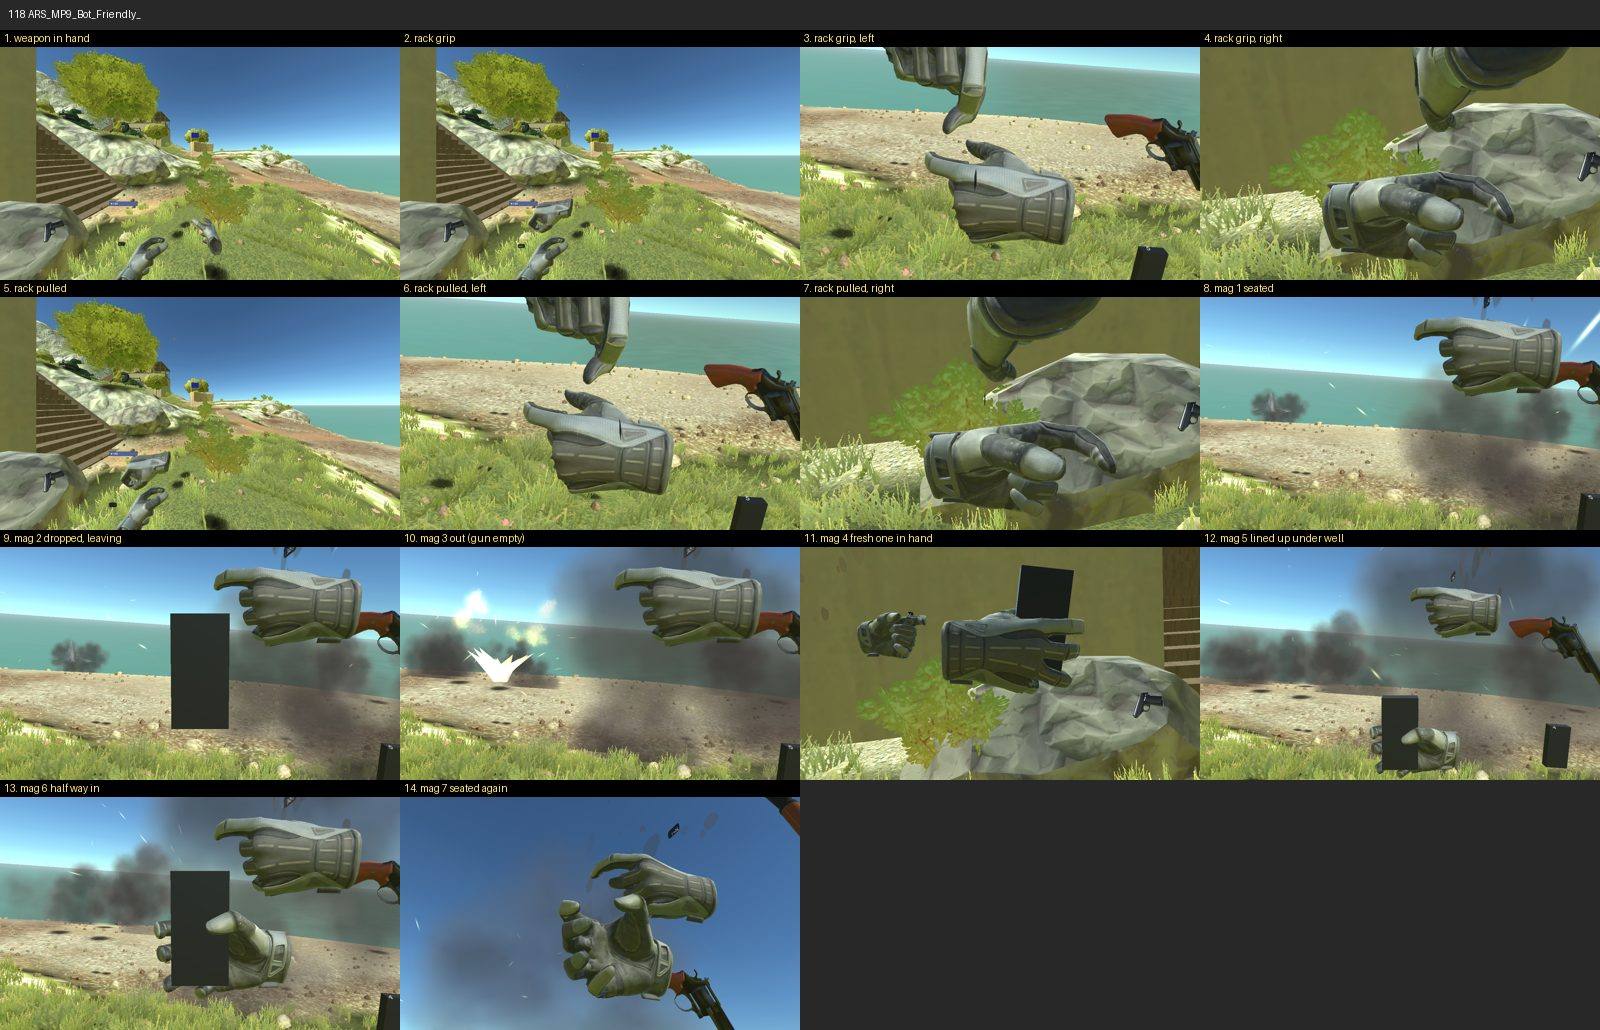 118 ARS_MP9_Bot_Friendly_
1. weapon in hand
2. rack grip
3. rack grip, left
4. rack grip, right
5. rack pulled
6. rack pulled, left
7. rack pulled, right
8. mag 1 seated
9. mag 2 dropped, leaving
10. mag 3 out (gun empty)
11. mag 4 fresh one in hand
12. mag 5 lined up under well
13. mag 6 half way in
14. mag 7 seated again